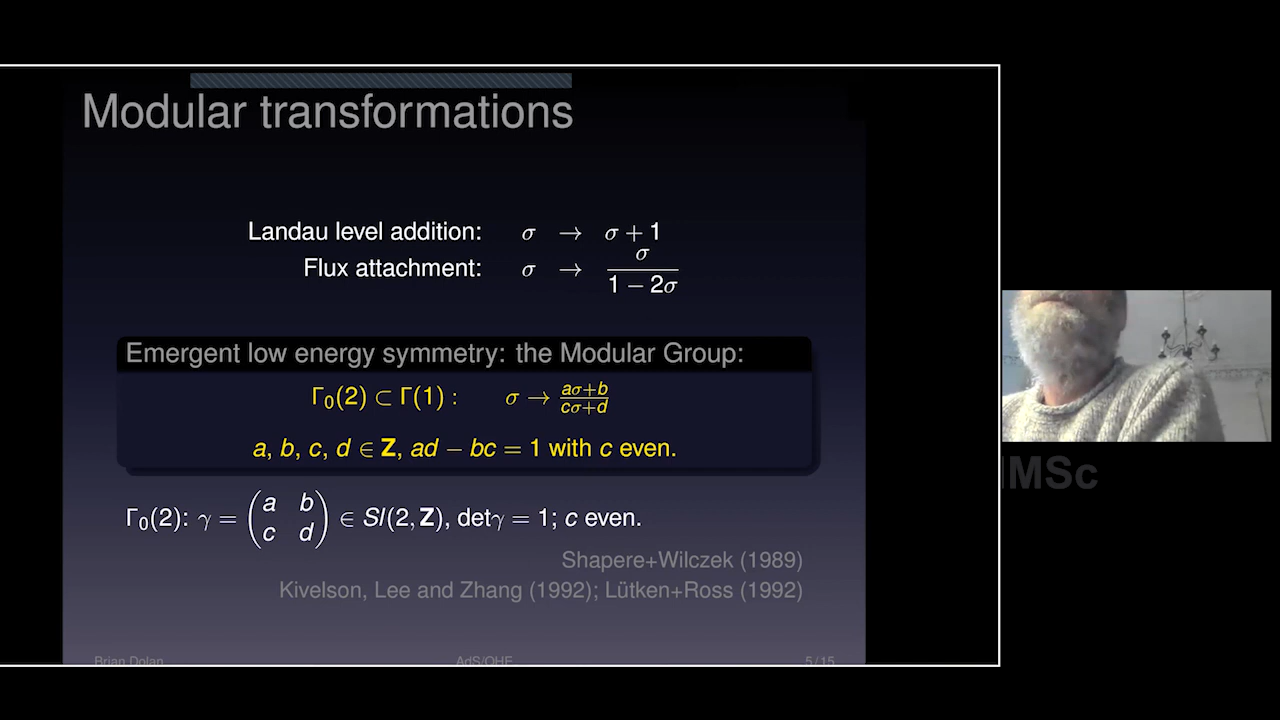 Modular transformations
Landau level addition: σ → σ + 1
Flux attachment: σ → σ / (1 − 2σ)
Emergent low energy symmetry: the Modular Group:
Γ₀(2) ⊂ Γ(1) : σ → (aσ+b)/(cσ+d)
a, b, c, d ∈ Z, ad − bc = 1 with c even.
Γ₀(2): γ = (a b; c d) ∈ Sl(2, Z), detγ = 1; c even.
Shapere+Wilczek (1989)
Kivelson, Lee and Zhang (1992); Lütken+Ross (1992)
Brian Dolan AdS/QHE 5/15
IMSc